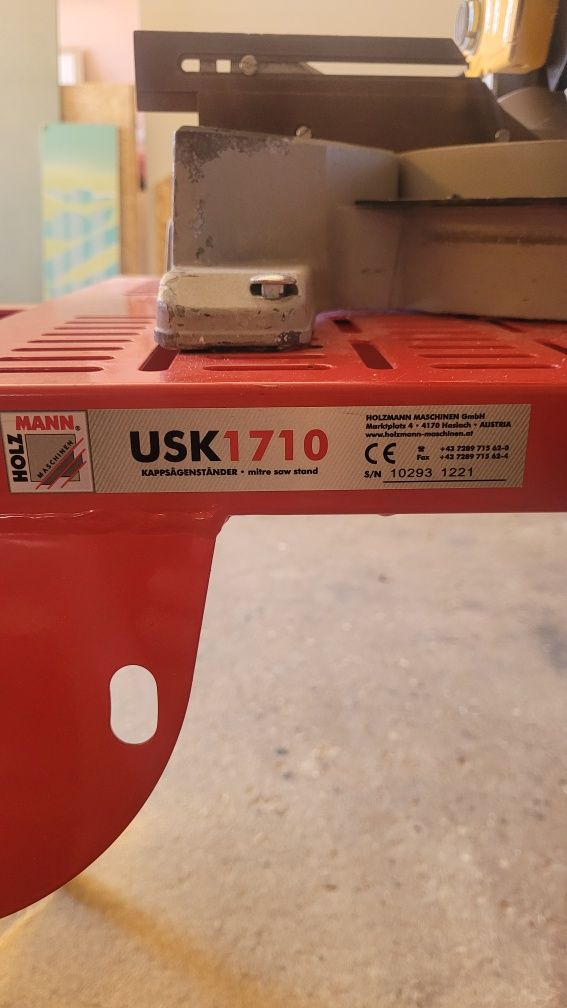 HOLZ
MANN®
MASCHINEN
USK1710
KAPPSÄGENSTÄNDER • mitre saw stand
HOLZMANN MASCHINEN GmbH
Marktplatz 4 • 4170 Haslach • AUSTRIA
www.holzmann-maschinen.at
CE
☎ +43 7289 715 62-0
Fax +43 7289 715 62-4
S/N 10293 1221